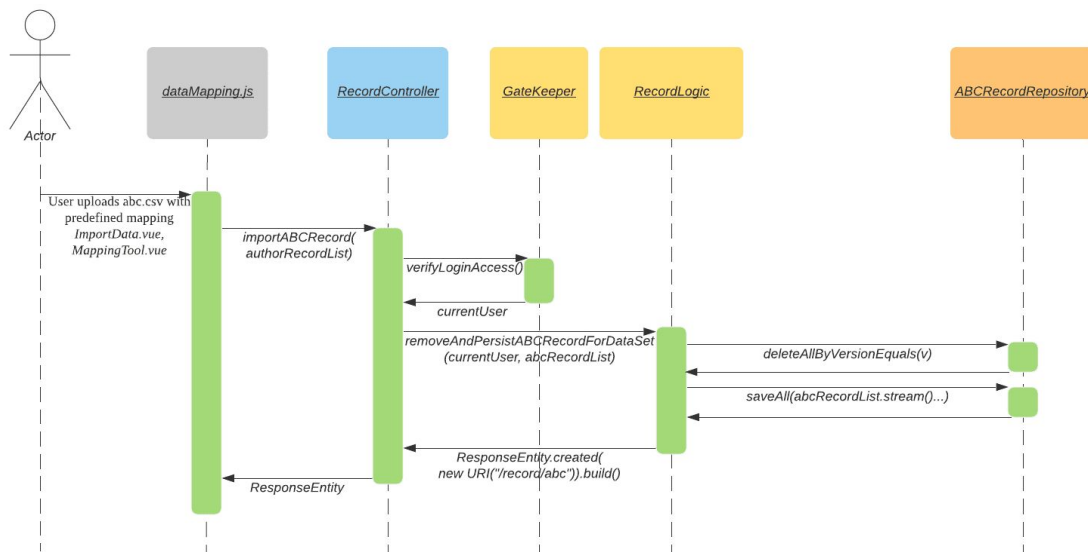 Actor
dataMapping.js
RecordController
GateKeeper
RecordLogic
ABCRecordRepository
User uploads abc.csv with
predefined mapping
ImportData.vue,
MappingTool.vue
importABCRecord(
authorRecordList)
verifyLoginAccess()
currentUser
removeAndPersistABCRecordForDataSet
(currentUser, abcRecordList)
deleteAllByVersionEquals(v)
saveAll(abcRecordList.stream()...)
ResponseEntity.created(
new URI("/record/abc")).build()
ResponseEntity